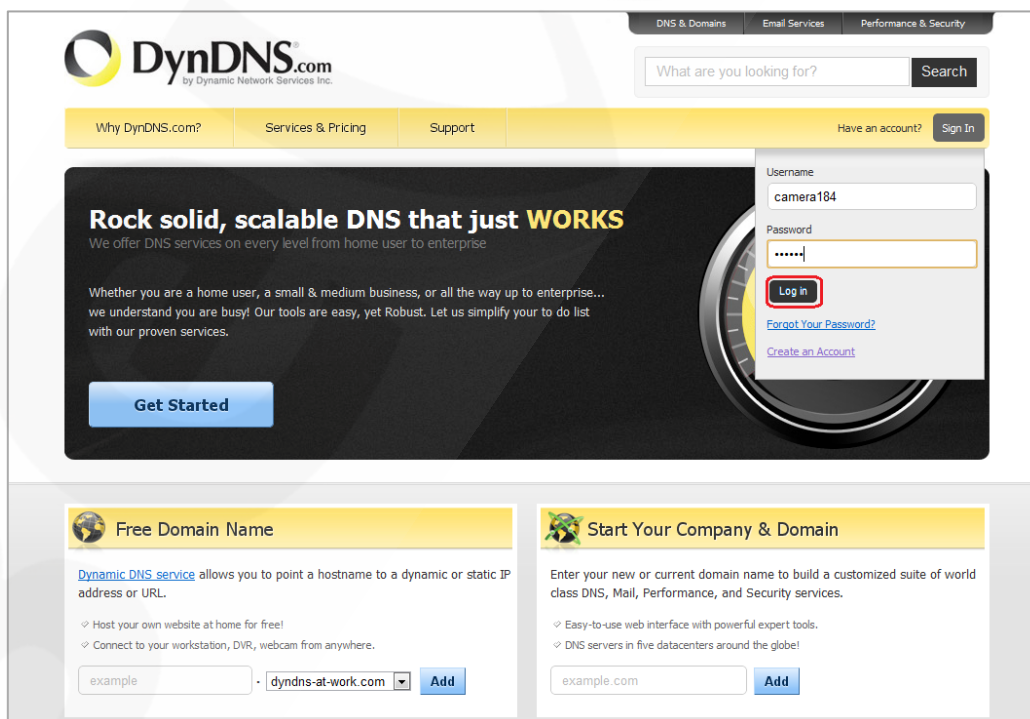 DNS & Domains
Email Services
Performance & Security
DynDNS.com
by Dynamic Network Services Inc.
What are you looking for?
Search
Why DynDNS.com?
Services & Pricing
Support
Have an account?
Sign In
Username
camera184
Password
••••••
Log in
Forgot Your Password?
Create an Account
Rock solid, scalable DNS that just WORKS
We offer DNS services on every level from home user to enterprise
Whether you are a home user, a small & medium business, or all the way up to enterprise...
we understand you are busy! Our tools are easy, yet Robust. Let us simplify your to do list
with our proven services.
Get Started
Free Domain Name
Dynamic DNS service allows you to point a hostname to a dynamic or static IP
address or URL.
Host your own website at home for free!
Connect to your workstation, DVR, webcam from anywhere.
example
. dyndns-at-work.com
Add
Start Your Company & Domain
Enter your new or current domain name to build a customized suite of world
class DNS, Mail, Performance, and Security services.
Easy-to-use web interface with powerful expert tools.
DNS servers in five datacenters around the globe!
example.com
Add